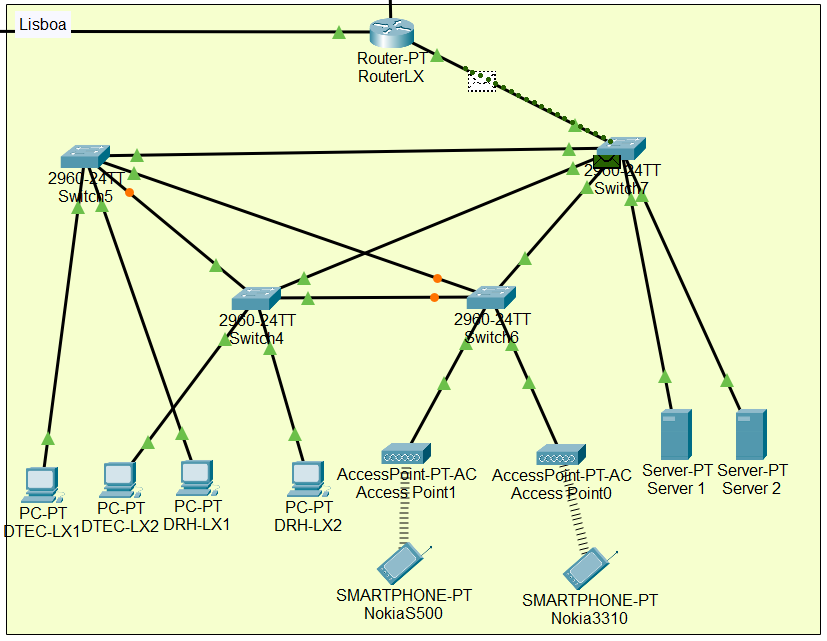 Lisboa
Router-PT
RouterLX
2960-24TT
Switch5
2960-24TT
Switch7
2960-24TT
Switch4
2960-24TT
Switch6
AccessPoint-PT-AC
Access Point1
AccessPoint-PT-AC
Access Point0
Server-PT
Server 1
Server-PT
Server 2
PC-PT
DTEC-LX1
PC-PT
DTEC-LX2
PC-PT
DRH-LX1
PC-PT
DRH-LX2
SMARTPHONE-PT
NokiaS500
SMARTPHONE-PT
Nokia3310